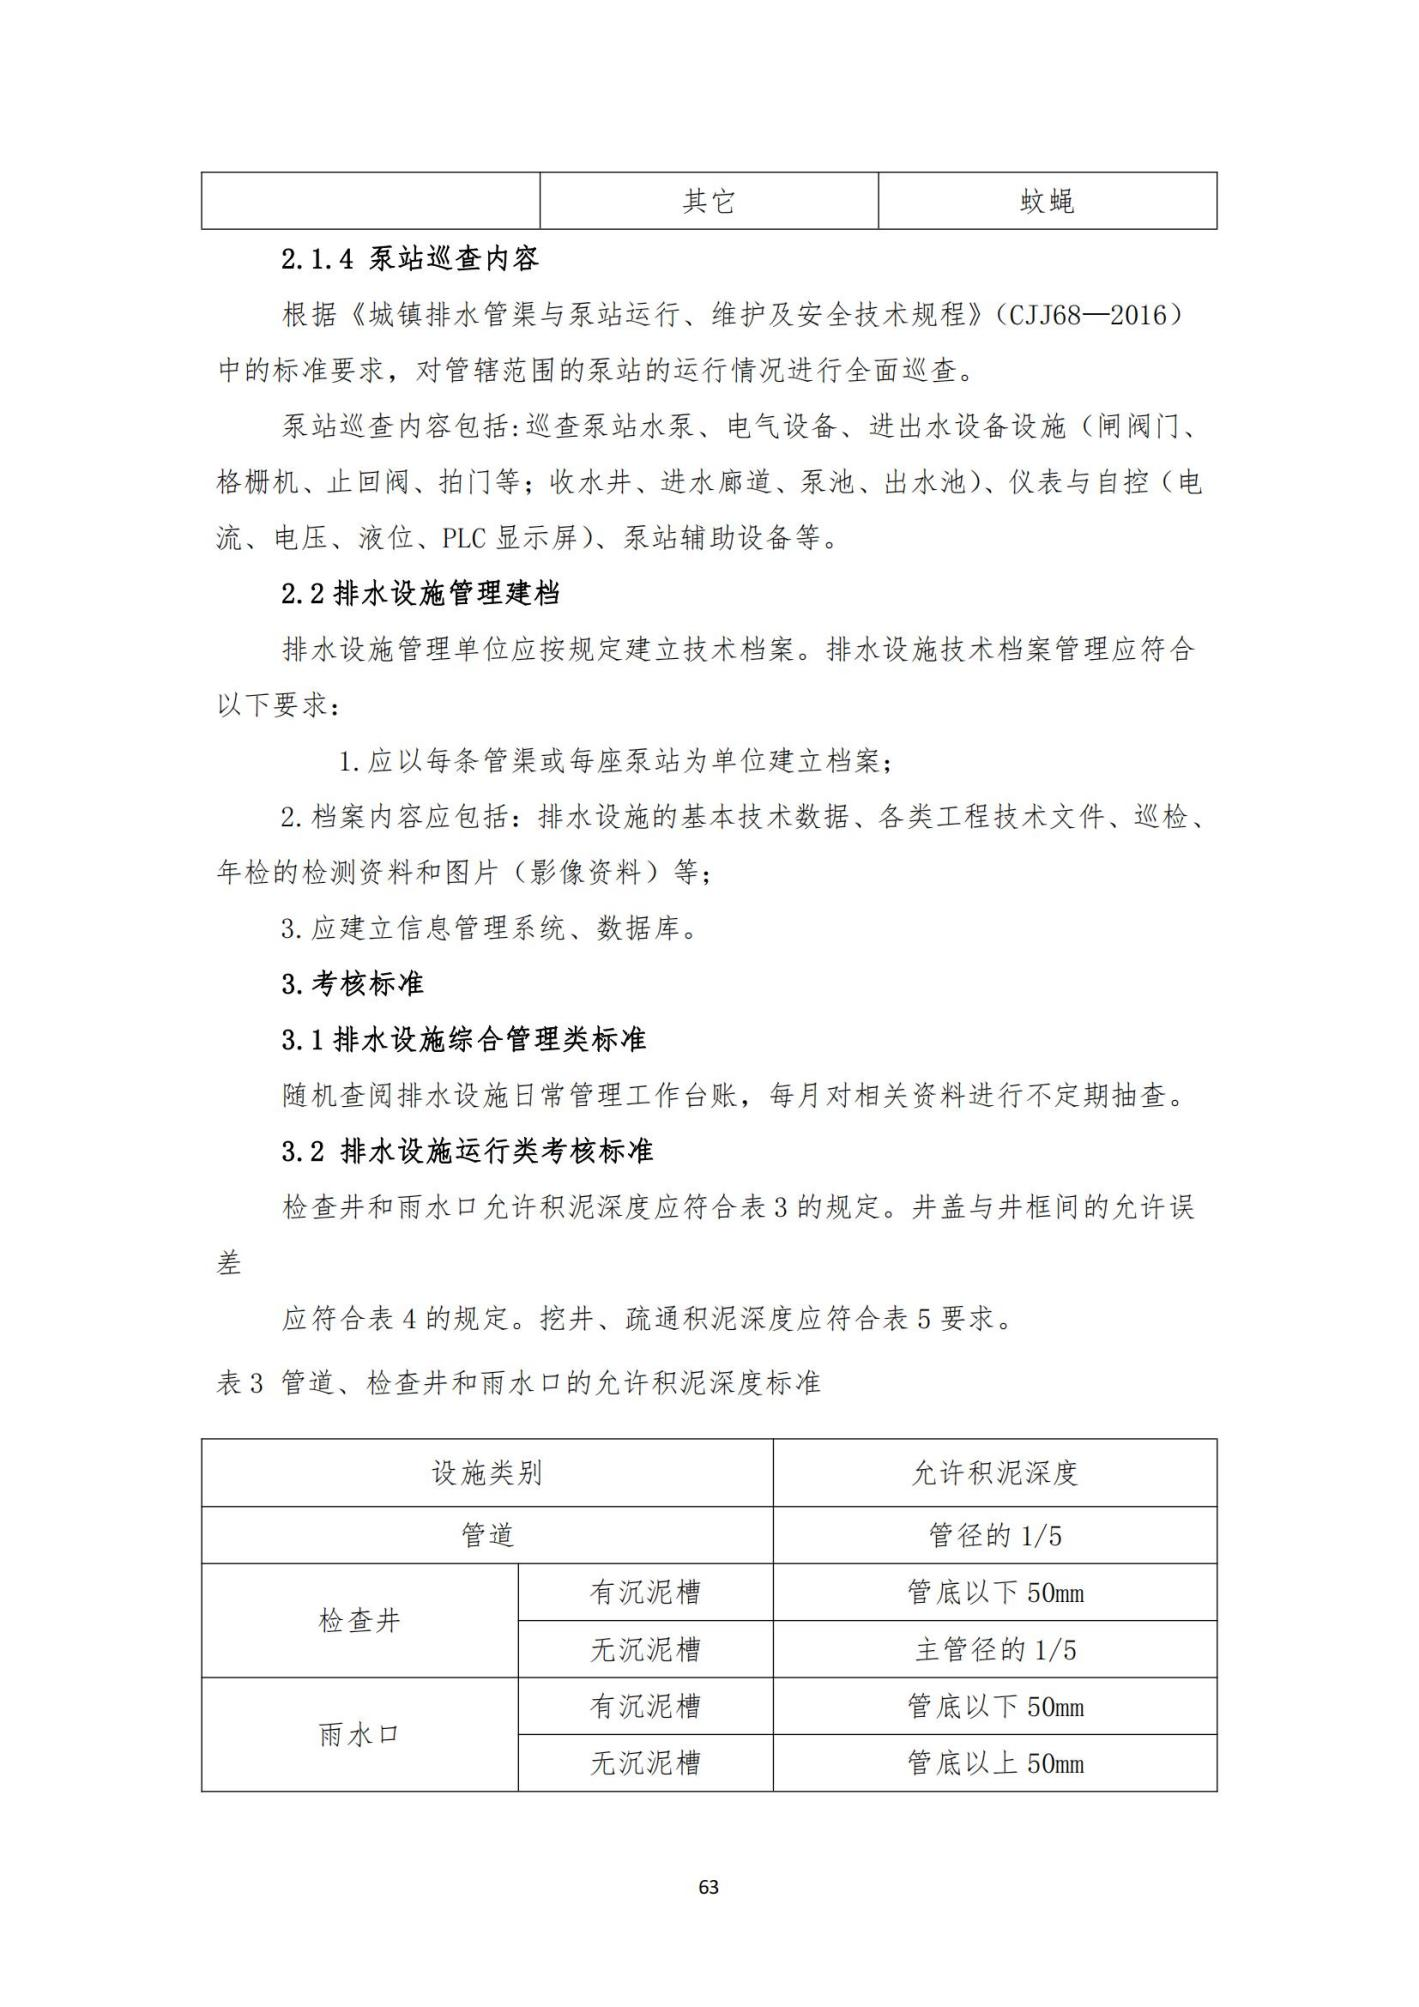 其它 蚊蝇
2.1.4 泵站巡查内容
根据《城镇排水管渠与泵站运行、维护及安全技术规程》（CJJ68—2016）
中的标准要求，对管辖范围的泵站的运行情况进行全面巡查。
泵站巡查内容包括:巡查泵站水泵、电气设备、进出水设备设施（闸阀门、
格栅机、止回阀、拍门等；收水井、进水廊道、泵池、出水池）、仪表与自控（电
流、电压、液位、PLC 显示屏）、泵站辅助设备等。
2.2 排水设施管理建档
排水设施管理单位应按规定建立技术档案。排水设施技术档案管理应符合
以下要求：
1.应以每条管渠或每座泵站为单位建立档案；
2.档案内容应包括：排水设施的基本技术数据、各类工程技术文件、巡检、
年检的检测资料和图片（影像资料）等；
3.应建立信息管理系统、数据库。
3.考核标准
3.1 排水设施综合管理类标准
随机查阅排水设施日常管理工作台账，每月对相关资料进行不定期抽查。
3.2 排水设施运行类考核标准
检查井和雨水口允许积泥深度应符合表 3 的规定。井盖与井框间的允许误
差
应符合表 4 的规定。挖井、疏通积泥深度应符合表 5 要求。
表 3 管道、检查井和雨水口的允许积泥深度标准
设施类别 允许积泥深度
管道 管径的 1/5
检查井 有沉泥槽 管底以下 50mm
无沉泥槽 主管径的 1/5
雨水口 有沉泥槽 管底以下 50mm
无沉泥槽 管底以上 50mm
63